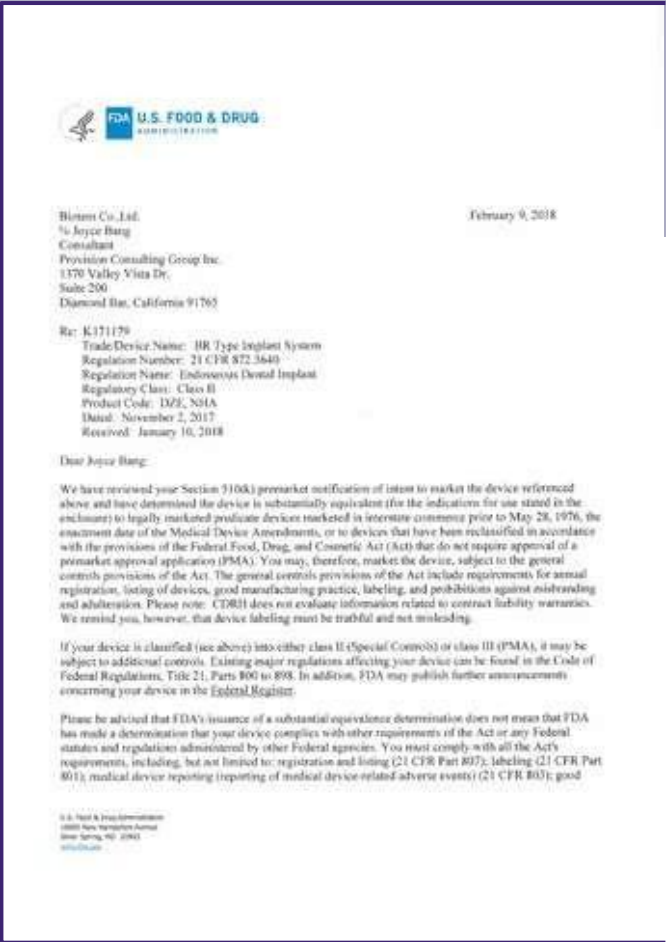 FDA U.S. FOOD & DRUG
ADMINISTRATION
February 9, 2018
Co.,Ltd.
% Joyce Bang
Consultant
Provision Consulting Group Inc.
1370 Valley Vista Dr.
Suite 200
Diamond Bar, California 91765
Re: K171179
Trade/Device Name: BR Type Implant System
Regulation Number: 21 CFR 872.3640
Regulation Name: Endosseous Dental Implant
Regulatory Class: Class II
Product Code: DZE, NHA
Dated: November 2, 2017
Received: January 10, 2018
Dear Joyce Bang:
We have reviewed your Section 510(k) premarket notification of intent to market the device referenced
above and have determined the device is substantially equivalent (for the indications for use stated in the
enclosure) to legally marketed predicate devices marketed in interstate commerce prior to May 28, 1976, the
enactment date of the Medical Device Amendments, or to devices that have been reclassified in accordance
with the provisions of the Federal Food, Drug, and Cosmetic Act (Act) that do not require approval of a
premarket approval application (PMA). You may, therefore, market the device, subject to the general
controls provisions of the Act. The general controls provisions of the Act include requirements for annual
registration, listing of devices, good manufacturing practice, labeling, and prohibitions against misbranding
and adulteration. Please note: CDRH does not evaluate information related to contract liability warranties.
We remind you, however, that device labeling must be truthful and not misleading.
If your device is classified (see above) into either class II (Special Controls) or class III (PMA), it may be
subject to additional controls. Existing major regulations affecting your device can be found in the Code of
Federal Regulations, Title 21, Parts 800 to 898. In addition, FDA may publish further announcements
concerning your device in the Federal Register.
Please be advised that FDA's issuance of a substantial equivalence determination does not mean that FDA
has made a determination that your device complies with other requirements of the Act or any Federal
statutes and regulations administered by other Federal agencies. You must comply with all the Act's
requirements, including, but not limited to: registration and listing (21 CFR Part 807); labeling (21 CFR Part
801); medical device reporting (reporting of medical device-related adverse events) (21 CFR 803); good
U.S. Food & Drug Administration
10903 New Hampshire Avenue
Silver Spring, MD 20993
www.fda.gov